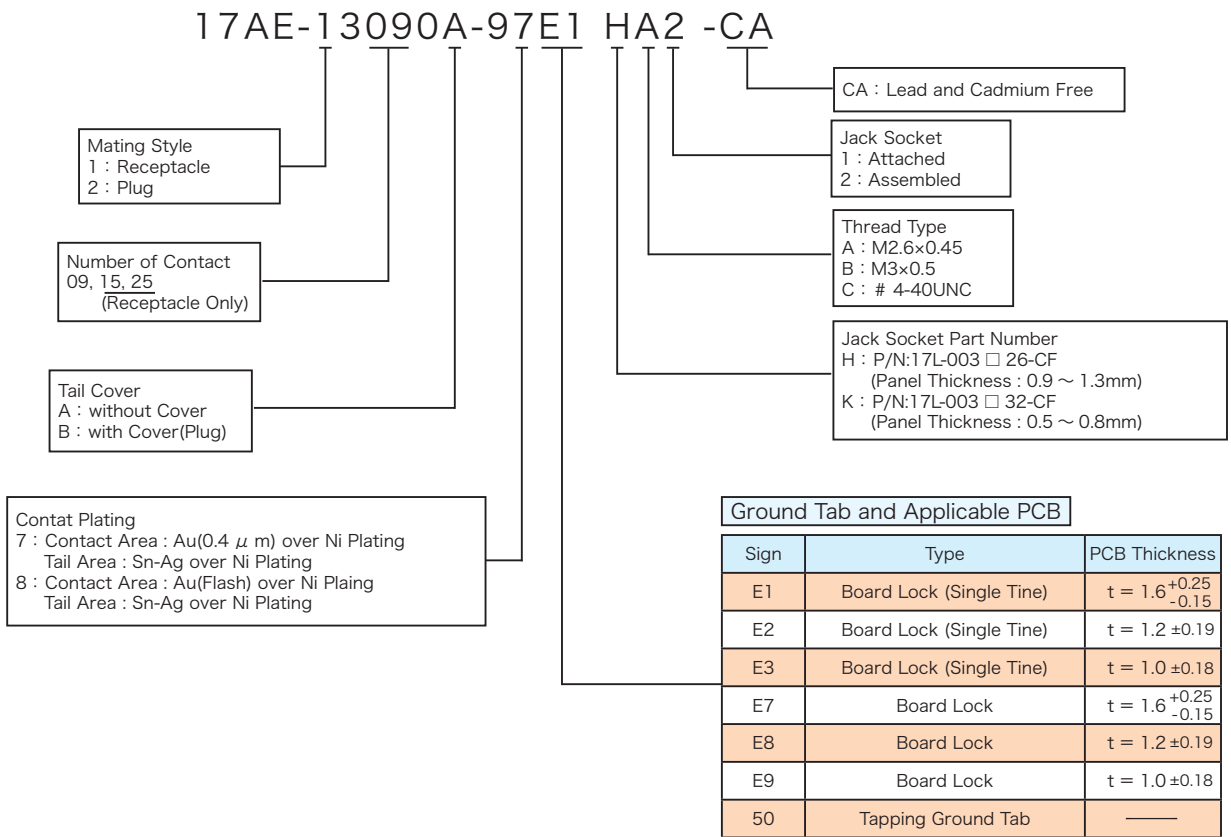 17AE-13090A-97E1 HA2 -CA
CA : Lead and Cadmium Free
Mating Style
1 : Receptacle
2 : Plug
Jack Socket
1 : Attached
2 : Assembled
Number of Contact
09, 15, 25
(Receptacle Only)
Thread Type
A : M2.6×0.45
B : M3×0.5
C : # 4-40UNC
Tail Cover
A : without Cover
B : with Cover(Plug)
Jack Socket Part Number
H : P/N:17L-003 □ 26-CF
(Panel Thickness : 0.9 ~ 1.3mm)
K : P/N:17L-003 □ 32-CF
(Panel Thickness : 0.5 ~ 0.8mm)
Contat Plating
7 : Contact Area : Au(0.4 μ m) over Ni Plating
Tail Area : Sn-Ag over Ni Plating
8 : Contact Area : Au(Flash) over Ni Plaing
Tail Area : Sn-Ag over Ni Plating
Ground Tab and Applicable PCB
Sign Type PCB Thickness
E1 Board Lock (Single Tine) t = 1.6 +0.25 -0.15
E2 Board Lock (Single Tine) t = 1.2 ±0.19
E3 Board Lock (Single Tine) t = 1.0 ±0.18
E7 Board Lock t = 1.6 +0.25 -0.15
E8 Board Lock t = 1.2 ±0.19
E9 Board Lock t = 1.0 ±0.18
50 Tapping Ground Tab ——